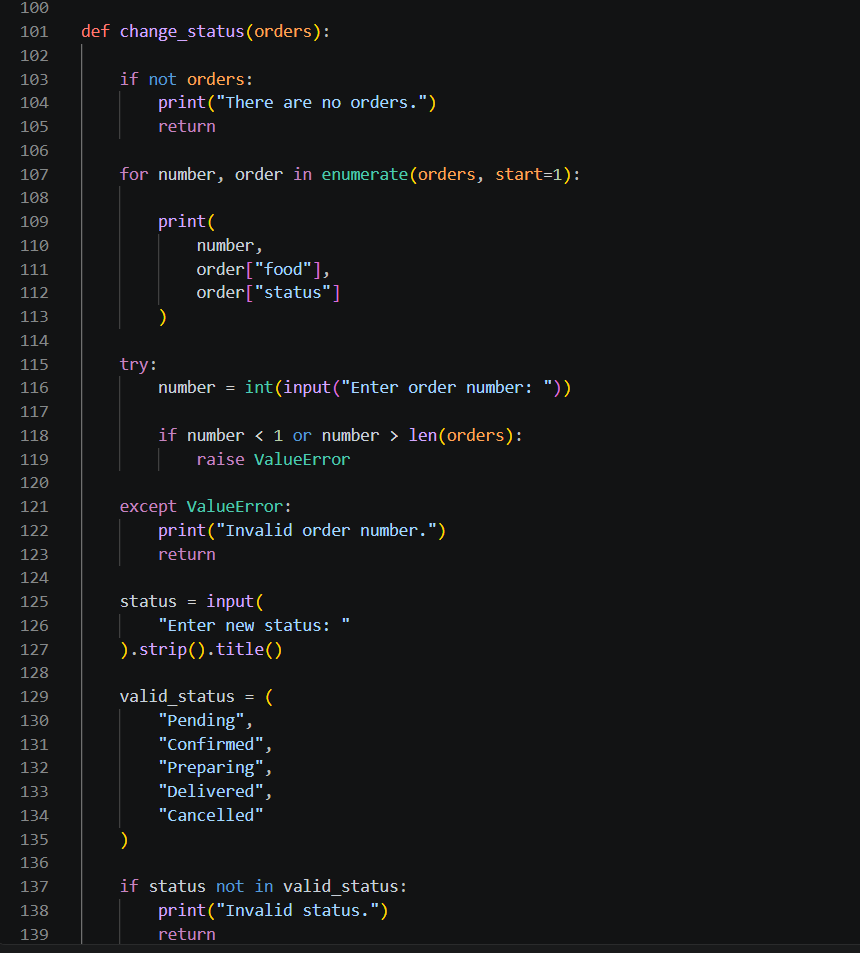 100
101 def change_status(orders):
102
103     if not orders:
104         print("There are no orders.")
105         return
106
107     for number, order in enumerate(orders, start=1):
108
109         print(
110             number,
111             order["food"],
112             order["status"]
113         )
114
115     try:
116         number = int(input("Enter order number: "))
117
118         if number < 1 or number > len(orders):
119             raise ValueError
120
121     except ValueError:
122         print("Invalid order number.")
123         return
124
125     status = input(
126         "Enter new status: "
127     ).strip().title()
128
129     valid_status = (
130         "Pending",
131         "Confirmed",
132         "Preparing",
133         "Delivered",
134         "Cancelled"
135     )
136
137     if status not in valid_status:
138         print("Invalid status.")
139         return